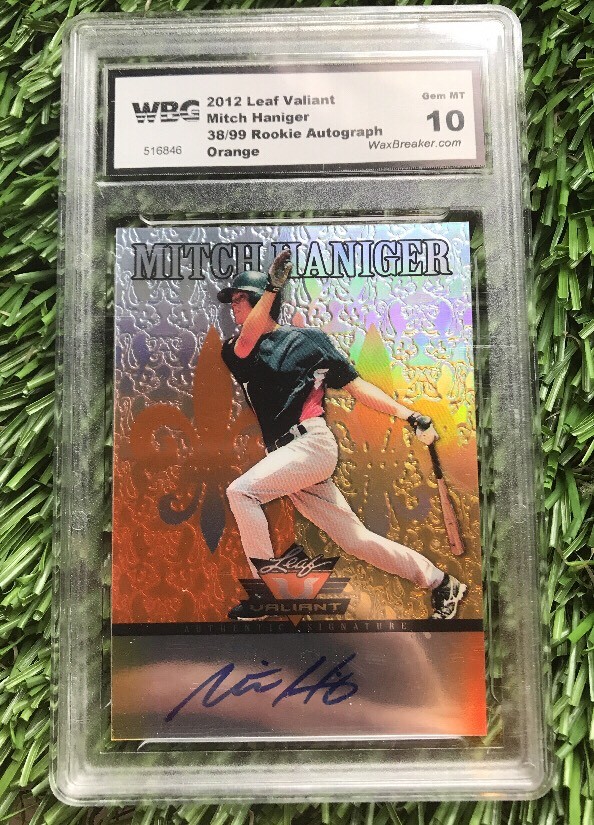 WBG
516846
2012 Leaf Valiant
Mitch Haniger
38/99 Rookie Autograph
Orange
Gem MT
10
WaxBreaker.com
MITCH HANIGER
Leaf
VALIANT
AUTHENTIC SIGNATURE